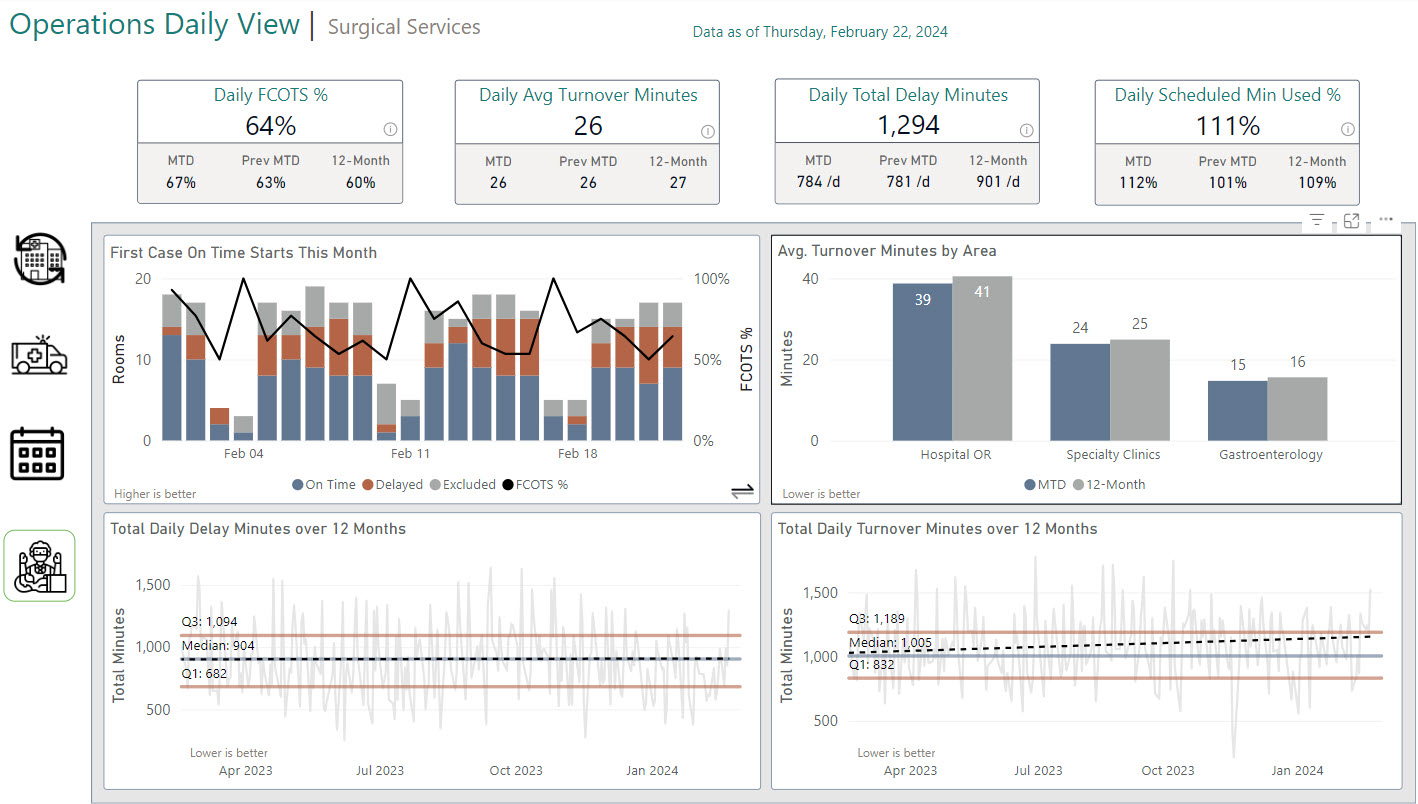 Operations Daily View | Surgical Services
Data as of Thursday, February 22, 2024
Daily FCOTS %
64%
MTD Prev MTD 12-Month
67% 63% 60%
Daily Avg Turnover Minutes
26
MTD Prev MTD 12-Month
26 26 27
Daily Total Delay Minutes
1,294
MTD Prev MTD 12-Month
784 /d 781 /d 901 /d
Daily Scheduled Min Used %
111%
MTD Prev MTD 12-Month
112% 101% 109%
First Case On Time Starts This Month
20
10
0
Rooms
100%
50%
0%
FCOTS %
Feb 04 Feb 11 Feb 18
On Time Delayed Excluded FCOTS %
Higher is better
Avg. Turnover Minutes by Area
40
20
0
Minutes
39 41
24 25
15 16
Hospital OR Specialty Clinics Gastroenterology
MTD 12-Month
Lower is better
Total Daily Delay Minutes over 12 Months
1,500
1,000
500
Total Minutes
Q3: 1,094
Median: 904
Q1: 682
Lower is better
Apr 2023 Jul 2023 Oct 2023 Jan 2024
Total Daily Turnover Minutes over 12 Months
1,500
1,000
500
Total Minutes
Q3: 1,189
Median: 1,005
Q1: 832
Lower is better
Apr 2023 Jul 2023 Oct 2023 Jan 2024